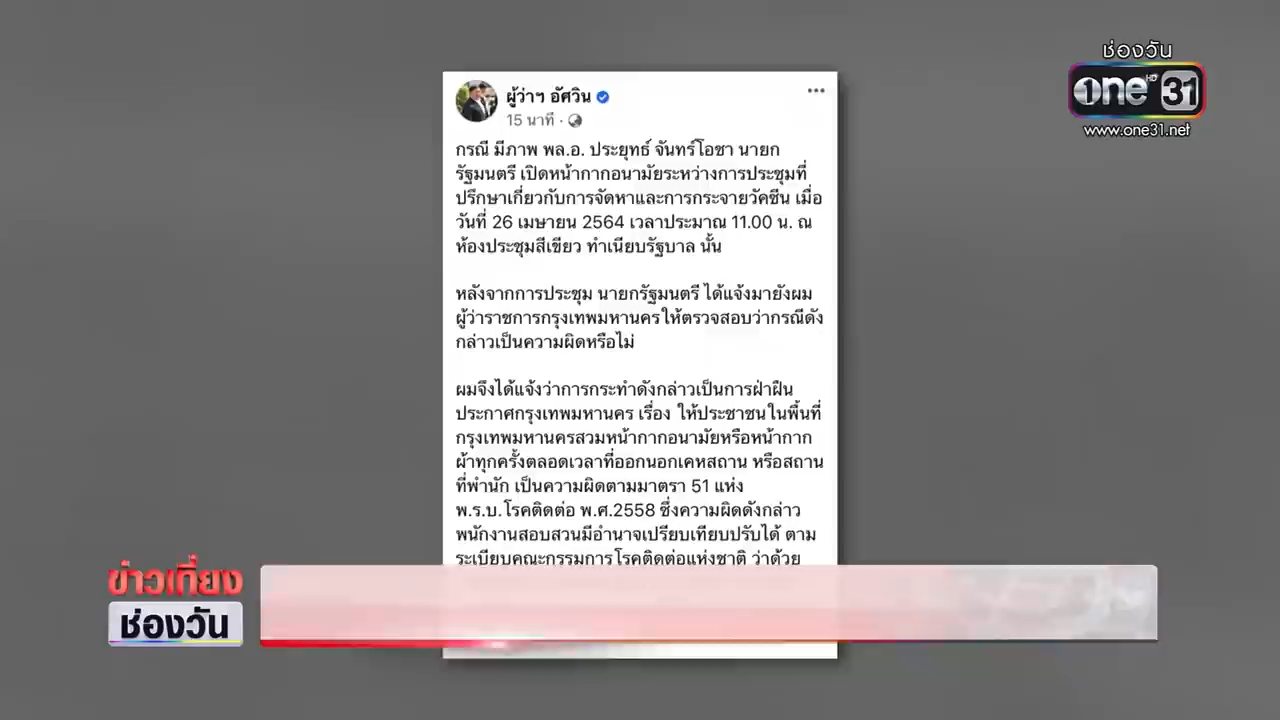 ช่องวัน
one HD 31
www.one31.net
ผู้ว่าฯ อัศวิน
15 นาที ·
กรณี มีภาพ พล.อ. ประยุทธ์ จันทร์โอชา นายก
รัฐมนตรี เปิดหน้ากากอนามัยระหว่างการประชุมที่
ปรึกษาเกี่ยวกับการจัดหาและการกระจายวัคซีน เมื่อ
วันที่ 26 เมษายน 2564 เวลาประมาณ 11.00 น. ณ
ห้องประชุมสีเขียว ทำเนียบรัฐบาล นั้น
หลังจากการประชุม นายกรัฐมนตรี ได้แจ้งมายังผม
ผู้ว่าราชการกรุงเทพมหานครให้ตรวจสอบว่ากรณีดัง
กล่าวเป็นความผิดหรือไม่
ผมจึงได้แจ้งว่าการกระทำดังกล่าวเป็นการฝ่าฝืน
ประกาศกรุงเทพมหานคร เรื่อง ให้ประชาชนในพื้นที่
กรุงเทพมหานครสวมหน้ากากอนามัยหรือหน้ากาก
ผ้าทุกครั้งตลอดเวลาที่ออกนอกเคหสถาน หรือสถาน
ที่พำนัก เป็นความผิดตามมาตรา 51 แห่ง
พ.ร.บ.โรคติดต่อ พ.ศ.2558 ซึ่งความผิดดังกล่าว
พนักงานสอบสวนมีอำนาจเปรียบเทียบปรับได้ ตาม
ระเบียบคณะกรรมการโรคติดต่อแห่งชาติ ว่าด้วย
ข่าวเที่ยง
ช่องวัน